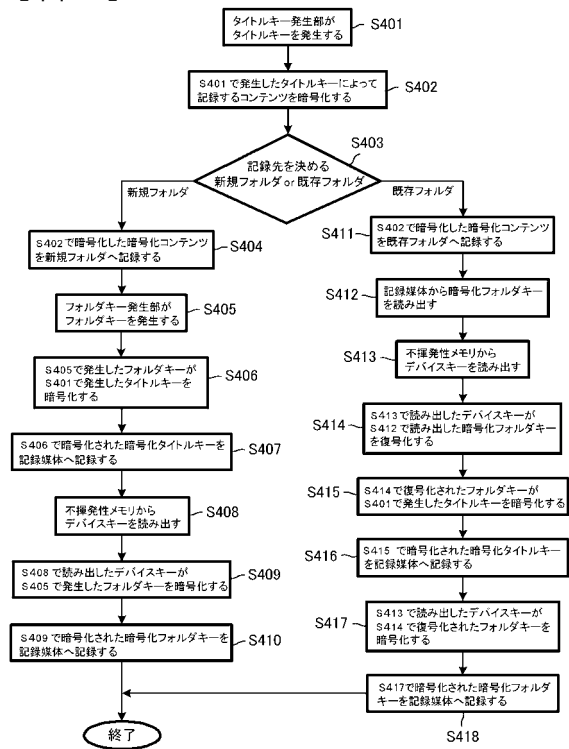 タイトルキー発生部が
タイトルキーを発生する
S401
S401で発生したタイトルキーによって
記録するコンテンツを暗号化する
S402
S403
記録先を決める
新規フォルダor既存フォルダ
新規フォルダ
既存フォルダ
S402で暗号化した暗号化コンテンツ
を新規フォルダへ記録する
S404
フォルダキー発生部が
フォルダキーを発生する
S405
S405で発生したフォルダキーが
S401で発生したタイトルキーを
暗号化する
S406
S406で暗号化された暗号化タイトルキーを
記録媒体へ記録する
S407
不揮発性メモリから
デバイスキーを読み出す
S408
S408で読み出したデバイスキーが
S405で発生したフォルダキーを暗号化する
S409
S409で暗号化された暗号化フォルダキーを
記録媒体へ記録する
S410
S411
S402で暗号化した暗号化コンテンツ
を既存フォルダへ記録する
S412
記録媒体から暗号化フォルダキー
を読み出す
S413
不揮発性メモリから
デバイスキーを読み出す
S414
S413で読み出したデバイスキーが
S412で読み出した暗号化フォルダキー
を復号化する
S415
S414で復号化されたフォルダキーが
S401で発生したタイトルキーを暗号化する
S416
S415で暗号化された暗号化タイトルキー
を記録媒体へ記録する
S417
S413で読み出したデバイスキーが
S414で復号化されたフォルダキーを
暗号化する
S417で暗号化された暗号化フォルダ
キーを記録媒体へ記録する
S418
終了